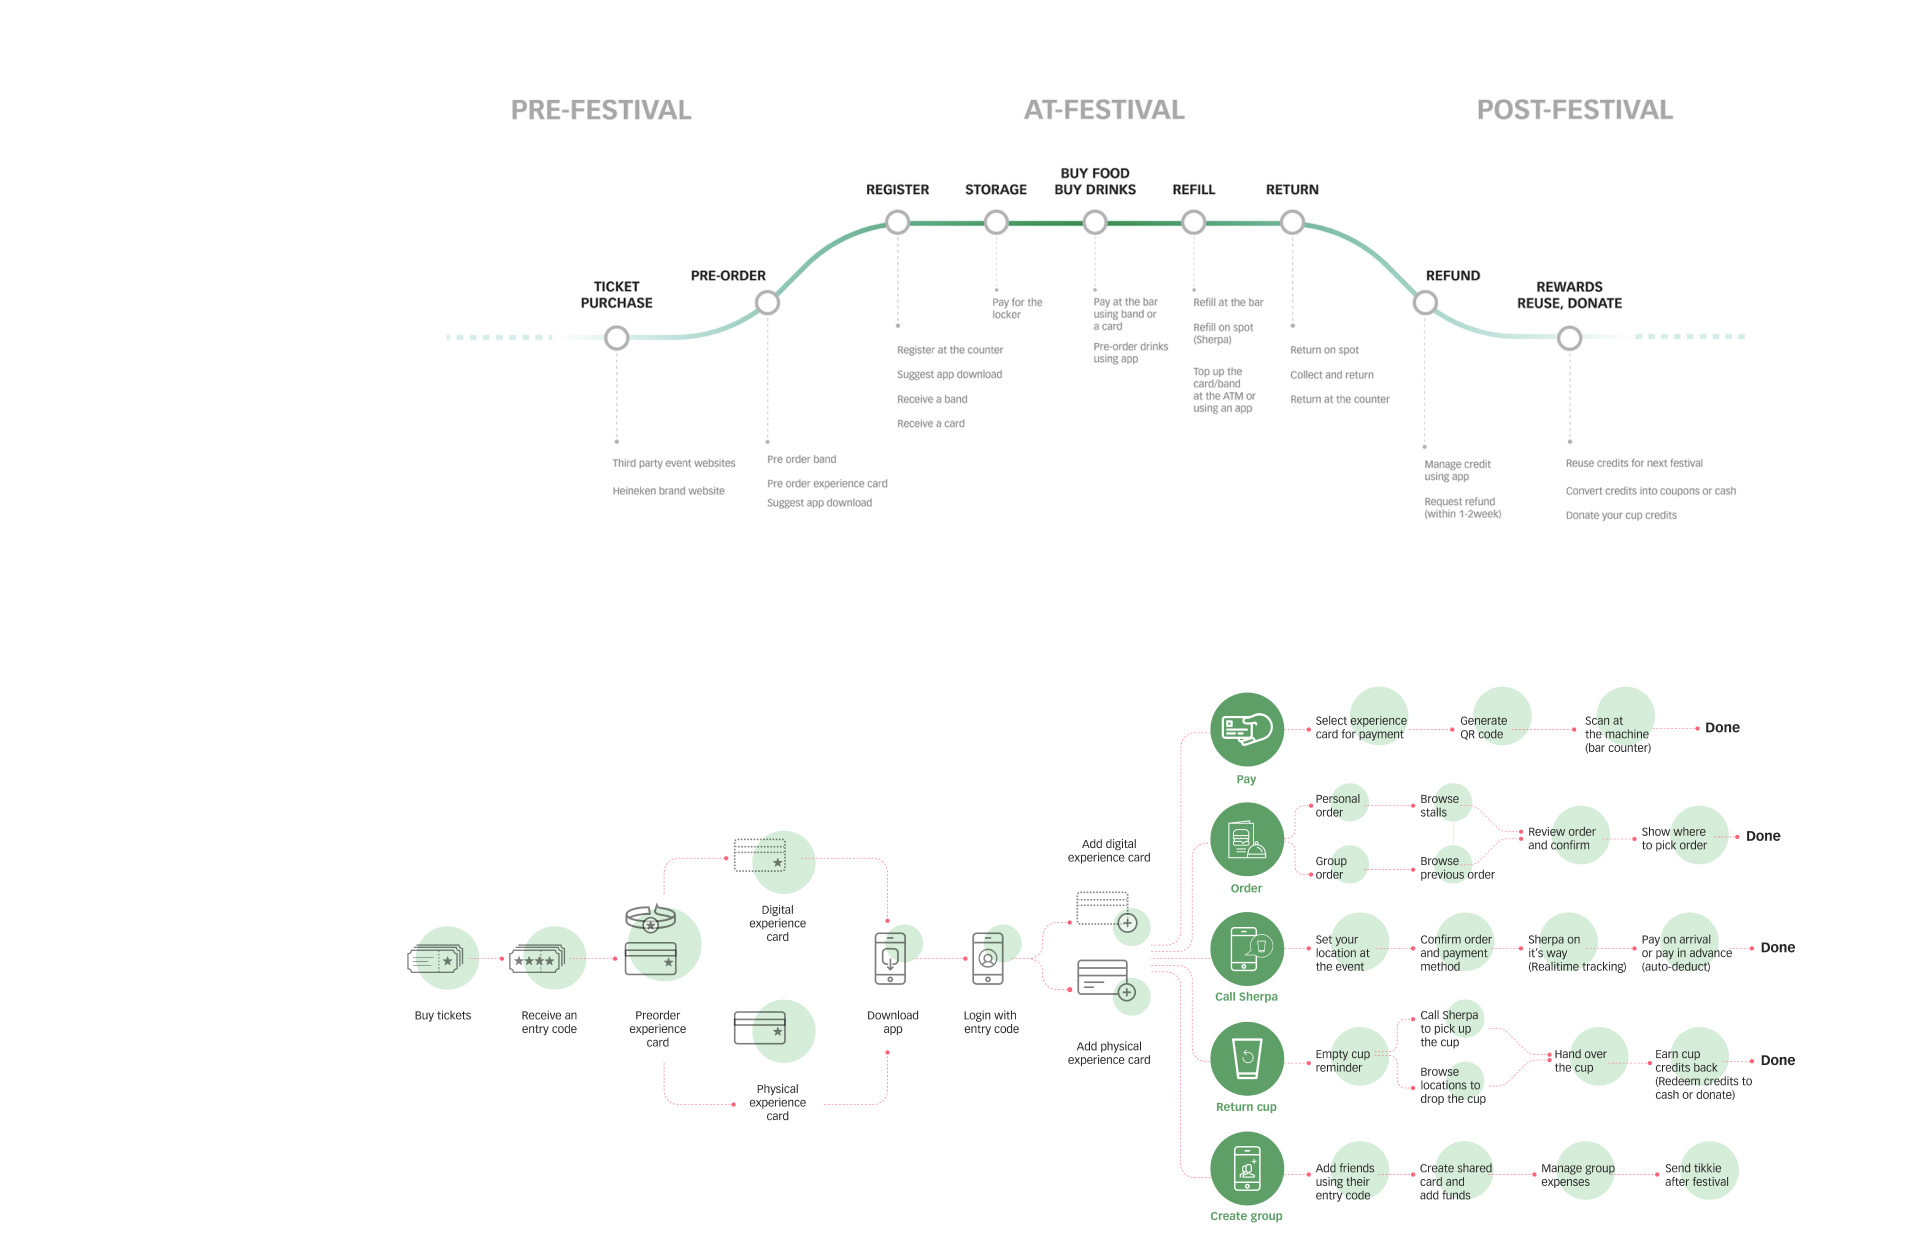 PRE-FESTIVAL
AT-FESTIVAL
POST-FESTIVAL
TICKET
PURCHASE
PRE-ORDER
REGISTER
STORAGE
BUY FOOD
BUY DRINKS
REFILL
RETURN
REFUND
REWARDS
REUSE, DONATE
Third party event websites
Heineken brand website
Pre order band
Pre order experience card
Suggest app download
Register at the counter
Suggest app download
Receive a band
Receive a card
Pay for the
locker
Pay at the bar
using band or
a card
Pre-order drinks
using app
Refill at the bar
Refill on spot
(Sherpa)
Top up the
card/band
at the ATM or
using an app
Return on spot
Collect and return
Return at the counter
Manage credit
using app
Request refund
(within 1-2week)
Reuse credits for next festival
Convert credits into coupons or cash
Donate your cup credits
Buy tickets
Receive an
entry code
Preorder
experience
card
Digital
experience
card
Physical
experience
card
Download
app
Login with
entry code
Add digital
experience card
Add physical
experience card
Pay
Select experience
card for payment
Generate
QR code
Scan at
the machine
(bar counter)
Done
Order
Personal
order
Browse
stalls
Group
order
Browse
previous order
Review order
and confirm
Show where
to pick order
Done
Call Sherpa
Set your
location at
the event
Confirm order
and payment
method
Sherpa on
it's way
(Realitime tracking)
Pay on arrival
or pay in advance
(auto-deduct)
Done
Return cup
Empty cup
reminder
Call Sherpa
to pick up
the cup
Browse
locations to
drop the cup
Hand over
the cup
Earn cup
credits back
(Redeem credits to
cash or donate)
Done
Create group
Add friends
using their
entry code
Create shared
card and
add funds
Manage group
expenses
Send tikkie
after festival